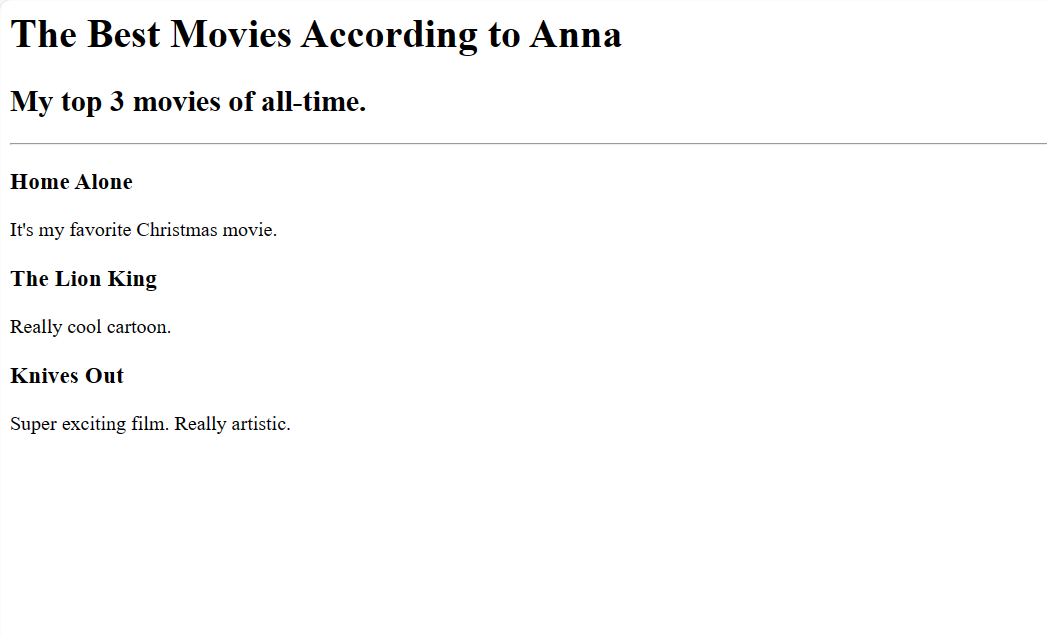 The Best Movies According to Anna
My top 3 movies of all-time.
Home Alone
It's my favorite Christmas movie.
The Lion King
Really cool cartoon.
Knives Out
Super exciting film. Really artistic.